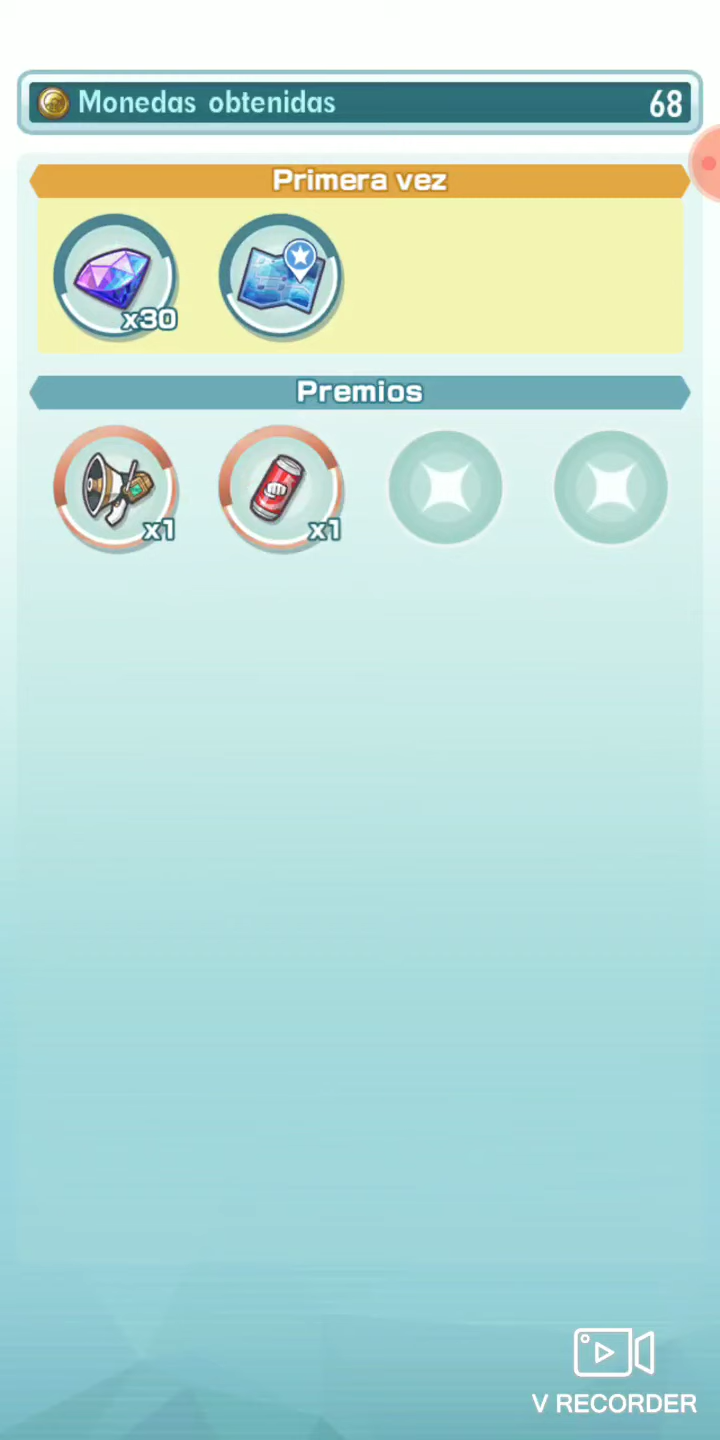 Monedas obtenidas 68
Primera vez
x30
Premios
x1 x1
V RECORDER